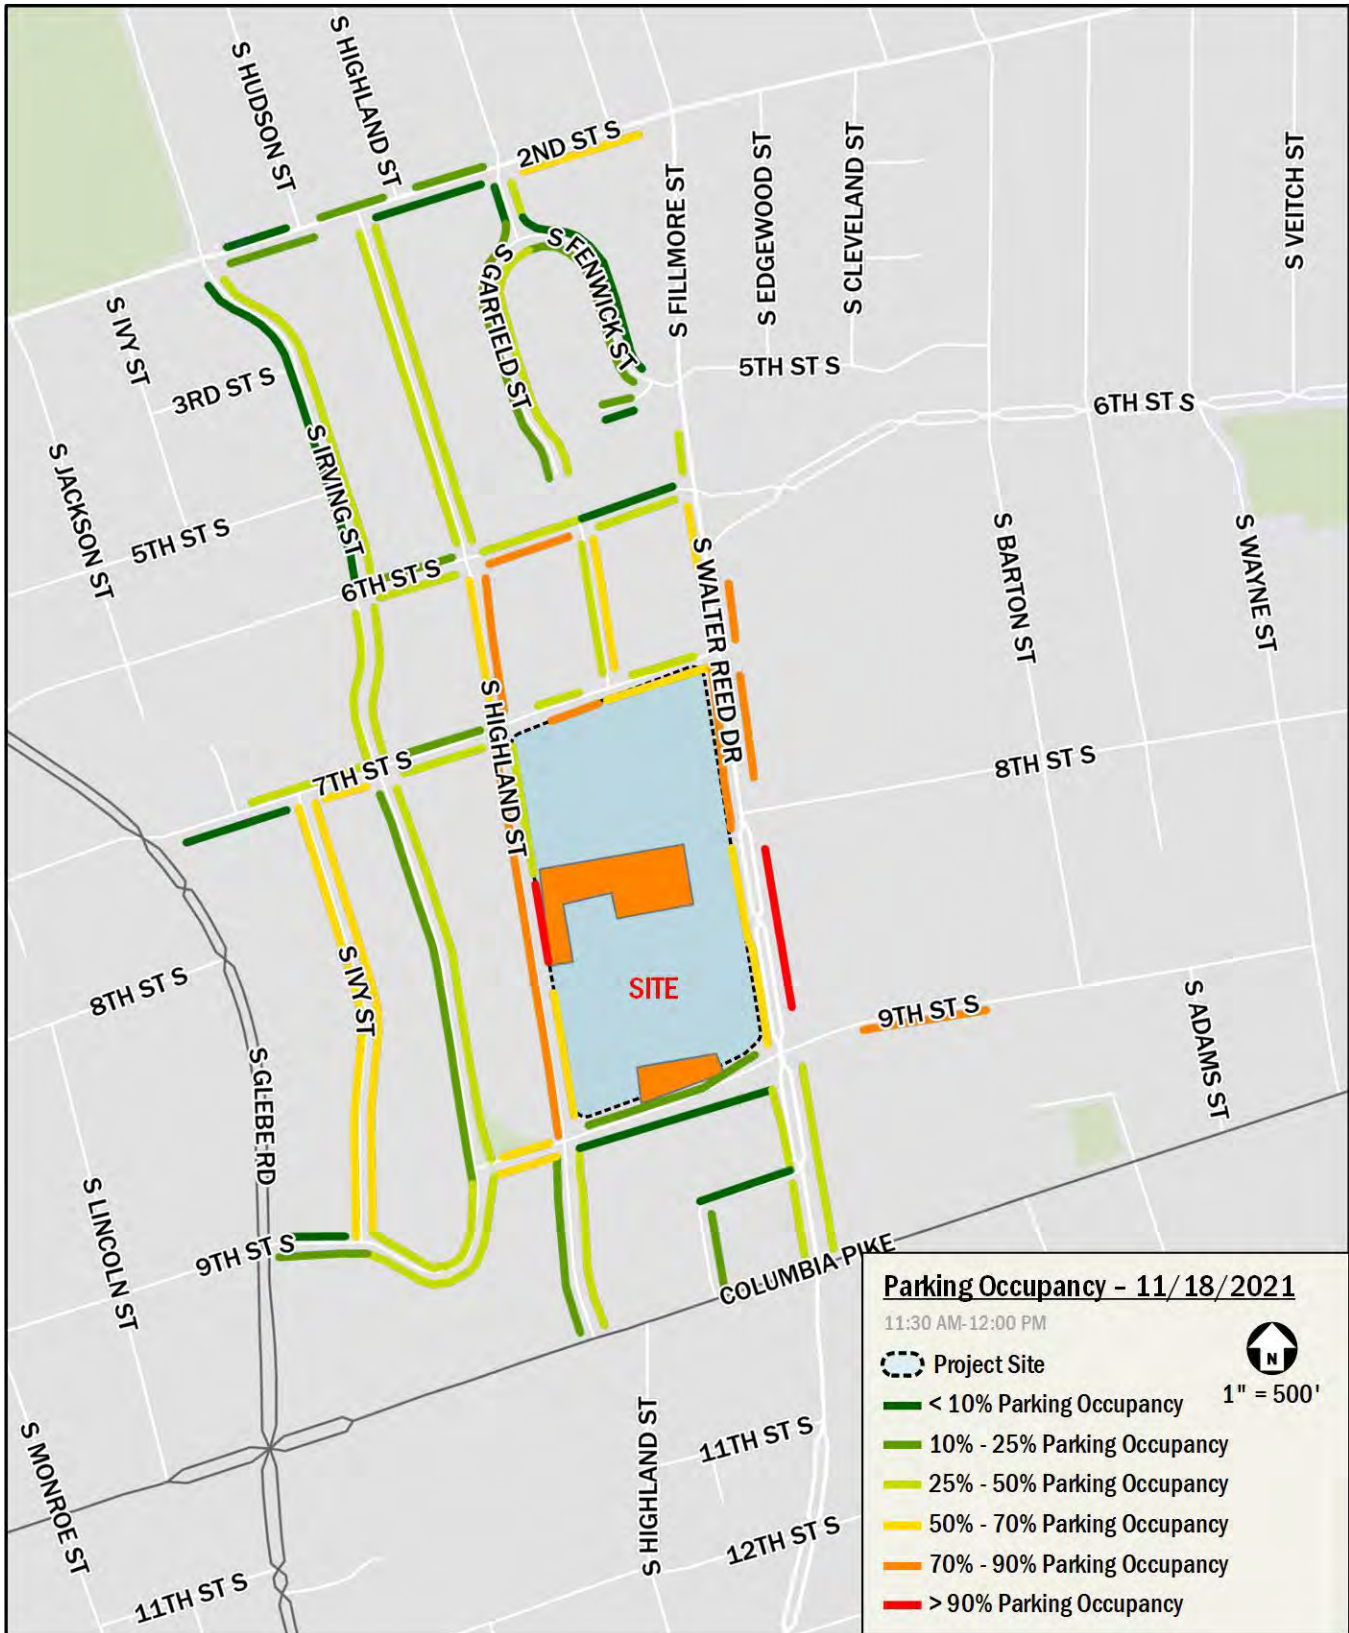 S HUDSON ST
S HIGHLAND ST
2ND ST S
S FILLMORE ST
S EDGEWOOD ST
S CLEVELAND ST
S VEITCH ST
S IVY ST
3RD ST S
S GARFIELD ST
S FENWICK ST
5TH ST S
6TH ST S
S JACKSON ST
5TH ST S
S IRVING ST
6TH ST S
S WALTER REED DR
S BARTON ST
S WAYNE ST
S HIGHLAND ST
7TH ST S
8TH ST S
8TH ST S
S IVY ST
SITE
9TH ST S
S ADAMS ST
S GLEBE RD
S LINCOLN ST
9TH ST S
COLUMBIA PIKE
S MONROE ST
11TH ST S
S HIGHLAND ST
11TH ST S
12TH ST S
Parking Occupancy – 11/18/2021
11:30 AM-12:00 PM
Project Site
N
1" = 500'
< 10% Parking Occupancy
10% - 25% Parking Occupancy
25% - 50% Parking Occupancy
50% - 70% Parking Occupancy
70% - 90% Parking Occupancy
> 90% Parking Occupancy